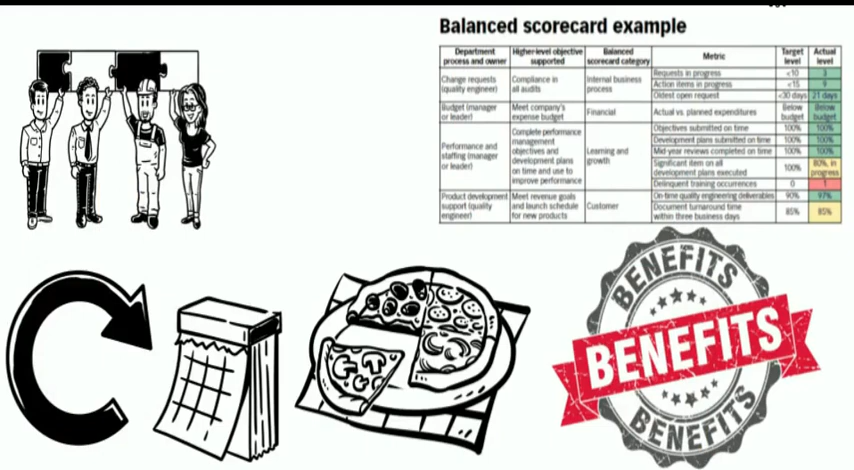 Balanced scorecard example
Department process and owner | Higher-level objective supported | Balanced scorecard category | Metric | Target level | Actual level
Change requests (quality engineer) | Compliance in all audits | Internal business process | Requests in progress | <10 | 3
Action items in progress | <15 | 9
Oldest open request | <30 days | 21 days
Budget (manager or leader) | Meet company's expense budget | Financial | Actual vs. planned expenditures | Below budget | Below budget
Performance and staffing (manager or leader) | Complete performance management objectives and development plans on time and use to improve performance | Learning and growth | Objectives submitted on time | 100% | 100%
Development plans submitted on time | 100% | 100%
Mid-year reviews completed on time | 100% | 100%
Significant item on all development plans executed | 100% | 80%, in progress
Delinquent training occurrences | 0 | 1
Product development support (quality engineer) | Meet revenue goals and launch schedule for new products | Customer | On-time quality engineering deliverables | 90% | 97%
Document turnaround time within three business days | 85% | 85%
BENEFITS
BENEFITS
BENEFITS